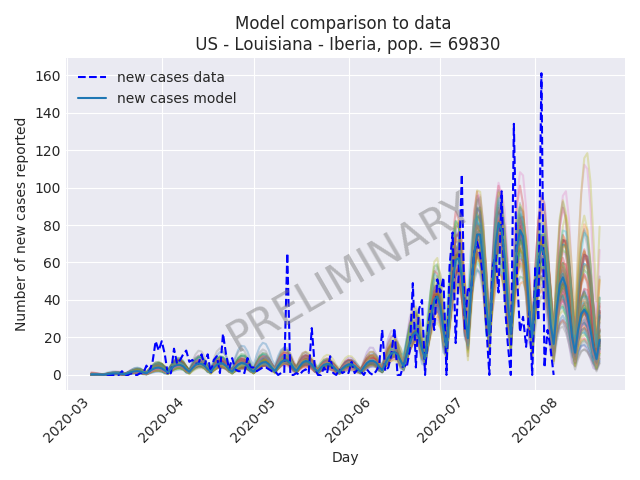 Model comparison to data
US - Louisiana - Iberia, pop. = 69830
new cases data
new cases model
PRELIMINARY
Number of new cases reported
160
140
120
100
80
60
40
20
0
2020-03
2020-04
2020-05
2020-06
2020-07
2020-08
Day